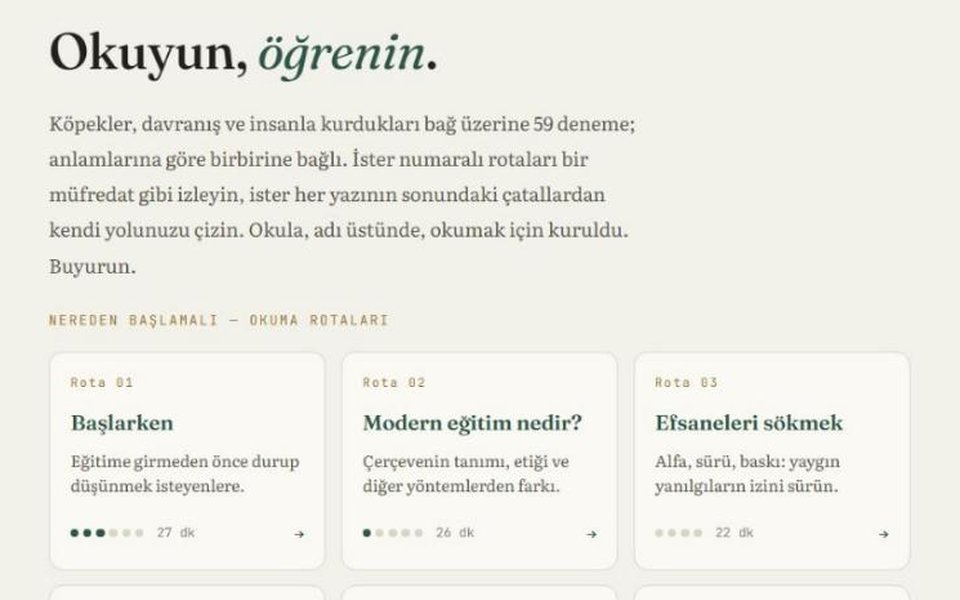 Okuyun, öğrenin.
Köpekler, davranış ve insanla kurdukları bağ üzerine 59 deneme;
anlamlarına göre birbirine bağlı. İster numaralı rotaları bir
müfredat gibi izleyin, ister her yazının sonundaki çatallardan
kendi yolunuzu çizin. Okula, adı üstünde, okumak için kuruldu.
Buyurun.
NEREDEN BAŞLAMALI — OKUMA ROTALARI
Rota 01
Başlarken
Eğitime girmeden önce durup
düşünmek isteyenlere.
27 dk
Rota 02
Modern eğitim nedir?
Çerçevenin tanımı, etiği ve
diğer yöntemlerden farkı.
26 dk
Rota 03
Efsaneleri sökmek
Alfa, sürü, baskı: yaygın
yanılgıların izini sürün.
22 dk